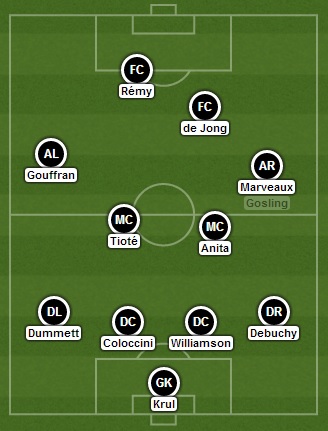 FC
Rémy
FC
de Jong
AL
Gouffran
AR
Marveaux
Gosling
MC
Tioté
MC
Anita
DL
Dummett
DC
Coloccini
DC
Williamson
DR
Debuchy
GK
Krul